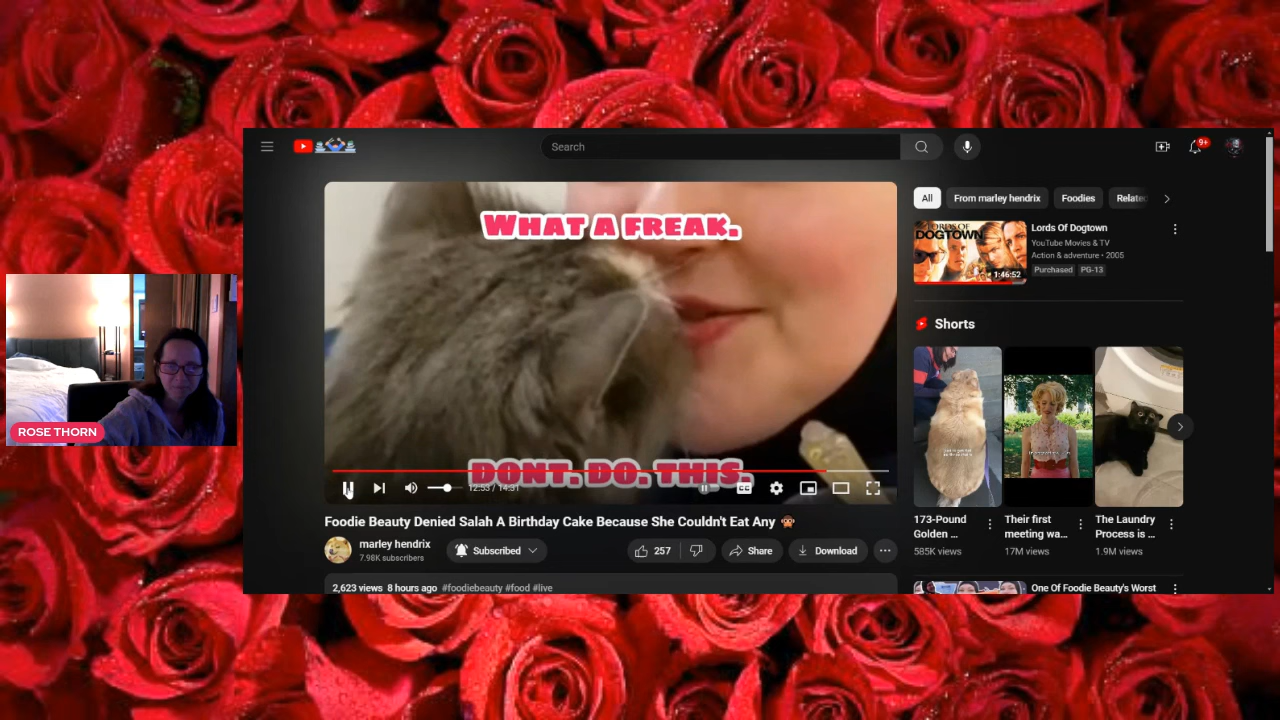 Search
9+
WHAT A FREAK.
DONT. DO. THIS.
12:53 / 14:31
Foodie Beauty Denied Salah A Birthday Cake Because She Couldn't Eat Any 🙊
marley hendrix
7.98K subscribers
Subscribed
257
Share
Download
2,623 views 8 hours ago #foodiebeauty #food #live
ROSE THORN
All
From marley hendrix
Foodies
LORDS OF
DOGTOWN
1:46:52
Lords Of Dogtown
YouTube Movies & TV
Action & adventure • 2005
Purchased
PG-13
Shorts
173-Pound
Golden ...
585K views
Their first
meeting wa...
17M views
The Laundry
Process is ...
1.9M views
One Of Foodie Beauty's Worst